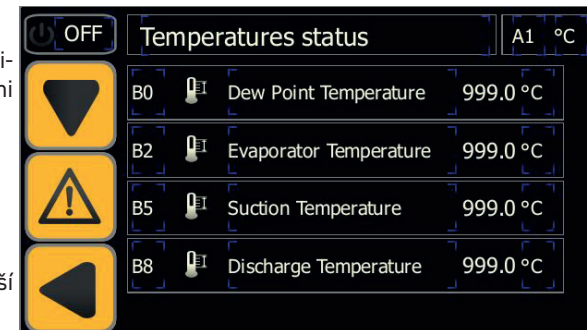 OFF Temperatures status A1 °C
B0 Dew Point Temperature 999.0 °C
B2 Evaporator Temperature 999.0 °C
B5 Suction Temperature 999.0 °C
B8 Discharge Temperature 999.0 °C